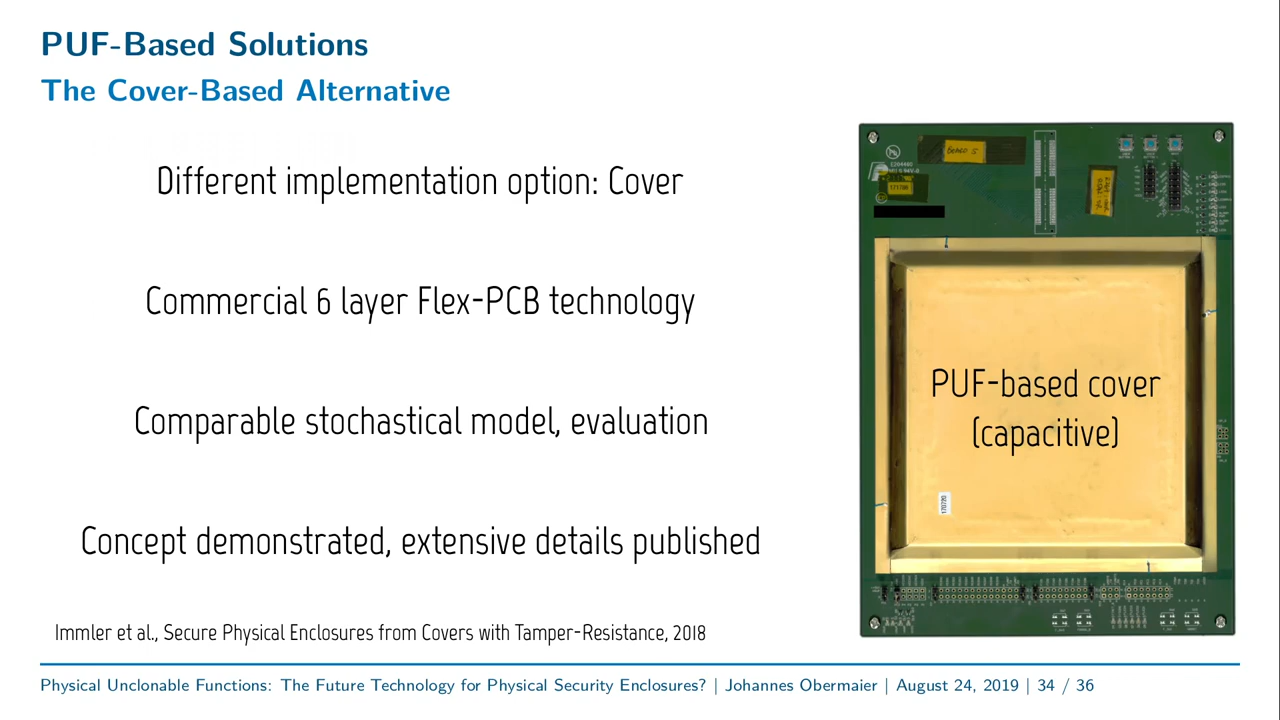 PUF-Based Solutions
The Cover-Based Alternative
Different implementation option: Cover
Commercial 6 layer Flex-PCB technology
Comparable stochastical model, evaluation
Concept demonstrated, extensive details published
Immler et al., Secure Physical Enclosures from Covers with Tamper-Resistance, 2018
E204460
171708
PUF-based cover
(capacitive)
170720
Physical Unclonable Functions: The Future Technology for Physical Security Enclosures? | Johannes Obermaier | August 24, 2019 | 34 / 36